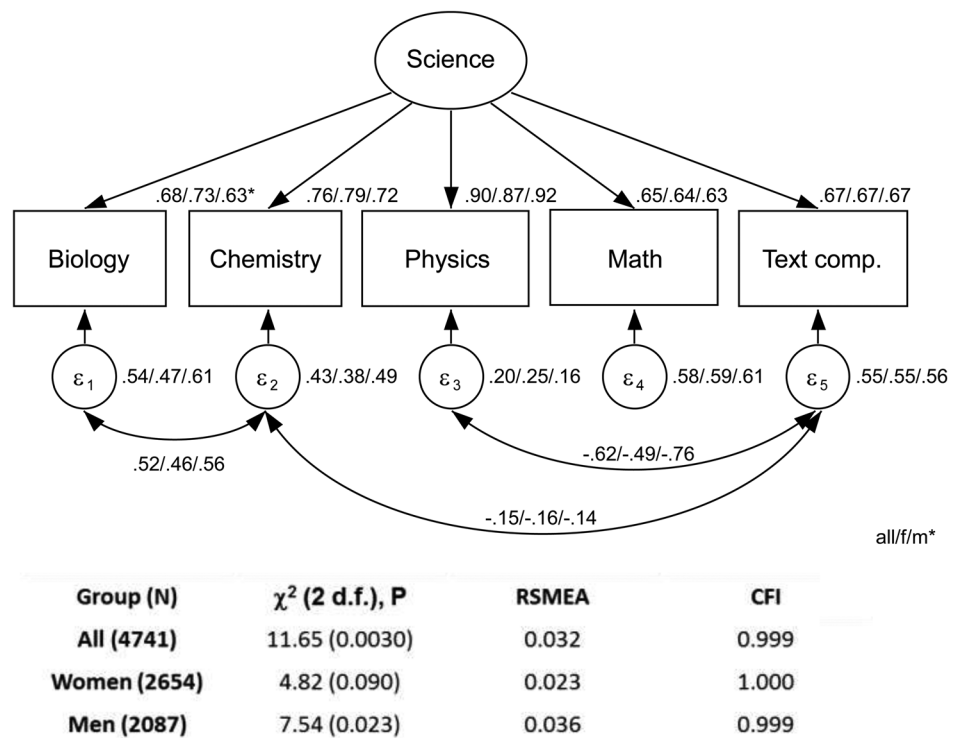 Science
.68/.73/.63* .76/.79/.72 .90/.87/.92 .65/.64/.63 .67/.67/.67
Biology Chemistry Physics Math Text comp.
ε1 .54/.47/.61 ε2 .43/.38/.49 ε3 .20/.25/.16 ε4 .58/.59/.61 ε5 .55/.55/.56
.52/.46/.56 -.62/-.49/-.76
-.15/-.16/-.14
all/f/m*
Group (N) χ² (2 d.f.), P RSMEA CFI
All (4741) 11.65 (0.0030) 0.032 0.999
Women (2654) 4.82 (0.090) 0.023 1.000
Men (2087) 7.54 (0.023) 0.036 0.999